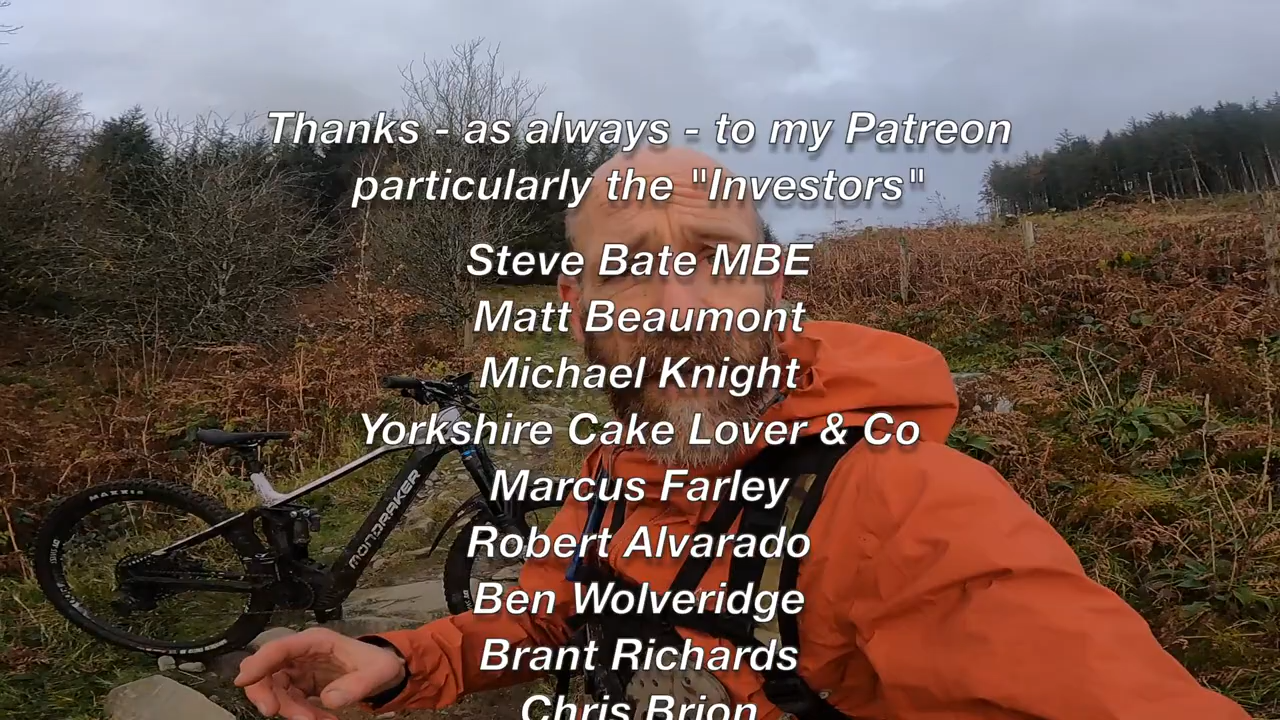 Thanks - as always - to my Patreon
particularly the "Investors"
Steve Bate MBE
Matt Beaumont
Michael Knight
Yorkshire Cake Lover & Co
Marcus Farley
Robert Alvarado
Ben Wolveridge
Brant Richards
Chris Brion
MAXXIS
MONDRAKER